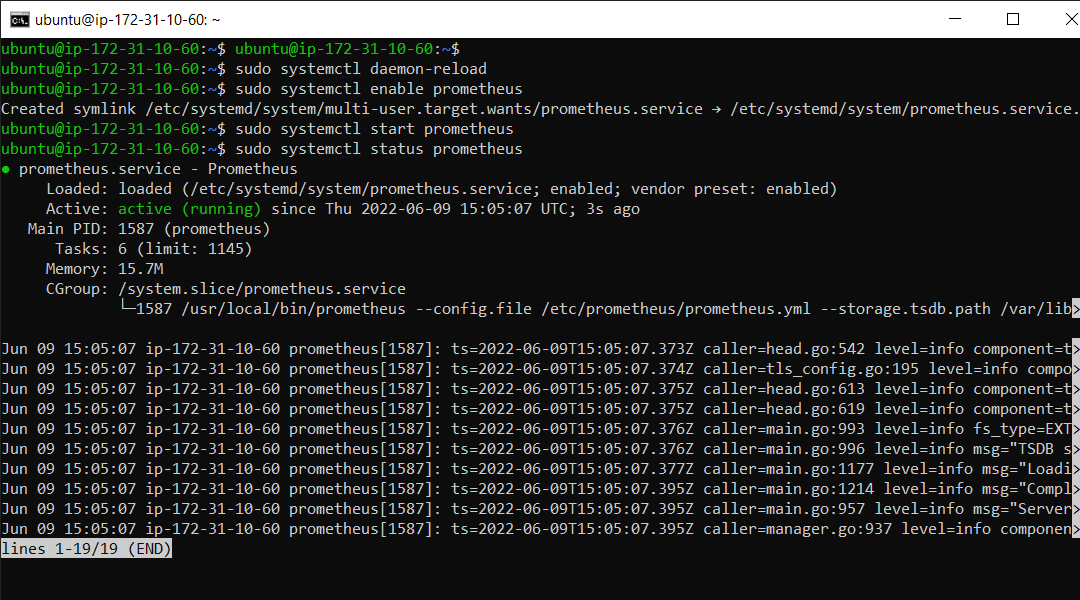 ubuntu@ip-172-31-10-60: ~
ubuntu@ip-172-31-10-60:~$ ubuntu@ip-172-31-10-60:~$
ubuntu@ip-172-31-10-60:~$ sudo systemctl daemon-reload
ubuntu@ip-172-31-10-60:~$ sudo systemctl enable prometheus
Created symlink /etc/systemd/system/multi-user.target.wants/prometheus.service → /etc/systemd/system/prometheus.service.
ubuntu@ip-172-31-10-60:~$ sudo systemctl start prometheus
ubuntu@ip-172-31-10-60:~$ sudo systemctl status prometheus
● prometheus.service - Prometheus
Loaded: loaded (/etc/systemd/system/prometheus.service; enabled; vendor preset: enabled)
Active: active (running) since Thu 2022-06-09 15:05:07 UTC; 3s ago
Main PID: 1587 (prometheus)
Tasks: 6 (limit: 1145)
Memory: 15.7M
CGroup: /system.slice/prometheus.service
└─1587 /usr/local/bin/prometheus --config.file /etc/prometheus/prometheus.yml --storage.tsdb.path /var/lib>
Jun 09 15:05:07 ip-172-31-10-60 prometheus[1587]: ts=2022-06-09T15:05:07.373Z caller=head.go:542 level=info component=t>
Jun 09 15:05:07 ip-172-31-10-60 prometheus[1587]: ts=2022-06-09T15:05:07.374Z caller=tls_config.go:195 level=info compo>
Jun 09 15:05:07 ip-172-31-10-60 prometheus[1587]: ts=2022-06-09T15:05:07.375Z caller=head.go:613 level=info component=t>
Jun 09 15:05:07 ip-172-31-10-60 prometheus[1587]: ts=2022-06-09T15:05:07.375Z caller=head.go:619 level=info component=t>
Jun 09 15:05:07 ip-172-31-10-60 prometheus[1587]: ts=2022-06-09T15:05:07.376Z caller=main.go:993 level=info fs_type=EXT>
Jun 09 15:05:07 ip-172-31-10-60 prometheus[1587]: ts=2022-06-09T15:05:07.376Z caller=main.go:996 level=info msg="TSDB s>
Jun 09 15:05:07 ip-172-31-10-60 prometheus[1587]: ts=2022-06-09T15:05:07.377Z caller=main.go:1177 level=info msg="Loadi>
Jun 09 15:05:07 ip-172-31-10-60 prometheus[1587]: ts=2022-06-09T15:05:07.395Z caller=main.go:1214 level=info msg="Compl>
Jun 09 15:05:07 ip-172-31-10-60 prometheus[1587]: ts=2022-06-09T15:05:07.395Z caller=main.go:957 level=info msg="Server>
Jun 09 15:05:07 ip-172-31-10-60 prometheus[1587]: ts=2022-06-09T15:05:07.395Z caller=manager.go:937 level=info componen>
lines 1-19/19 (END)